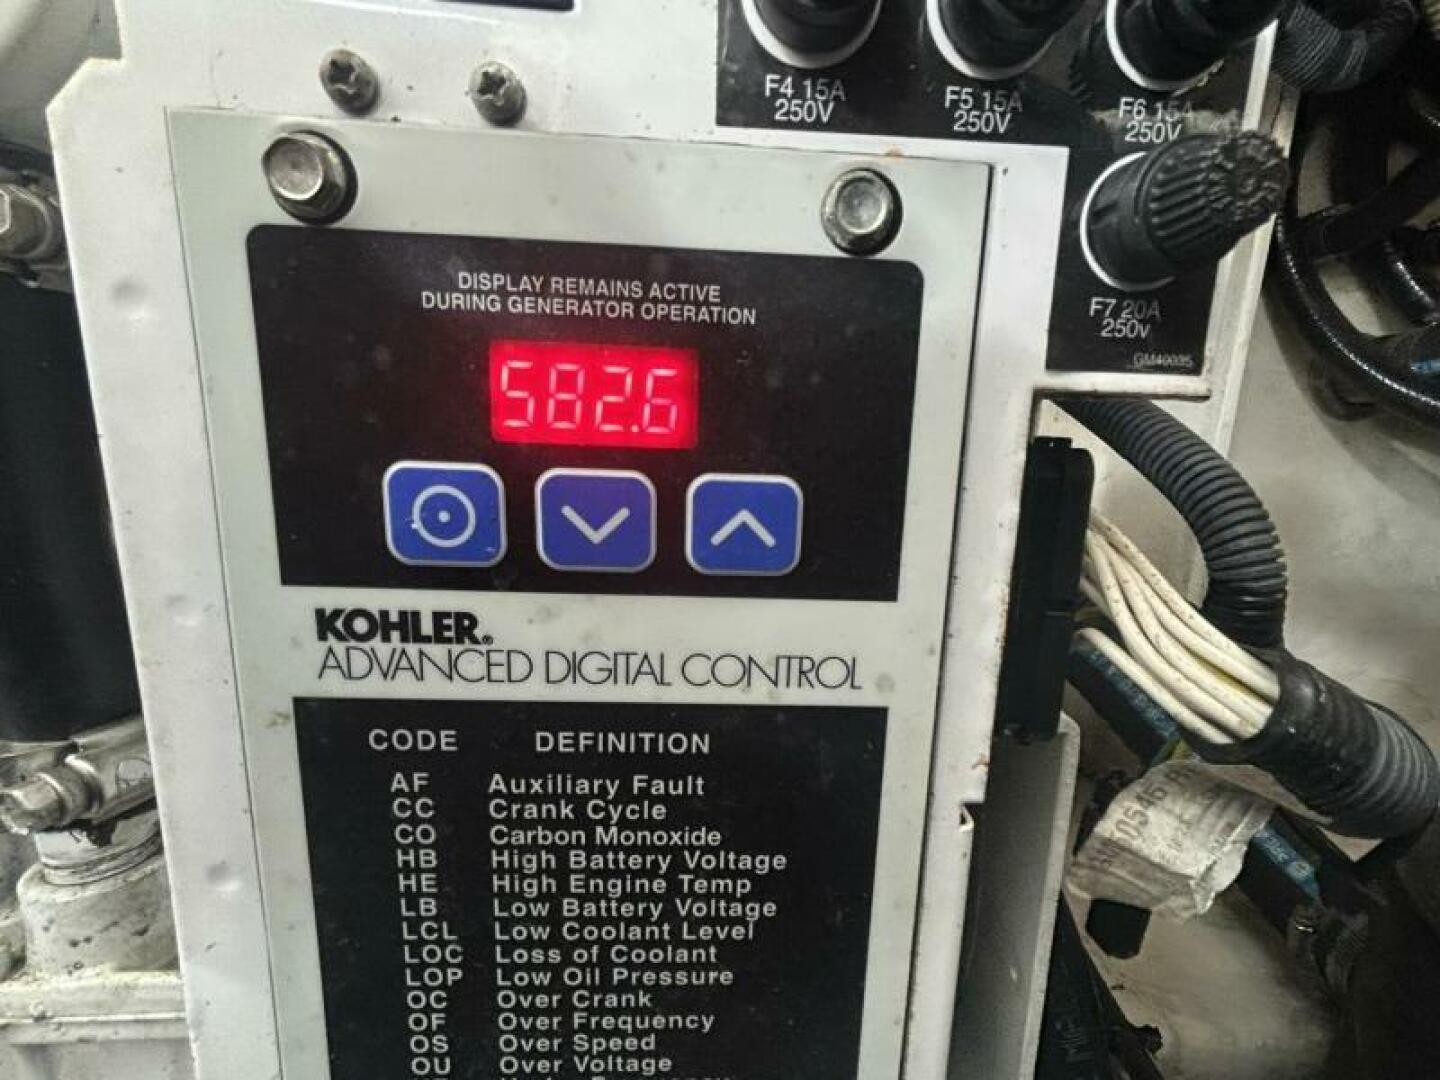 F4 15A
250V
F5 15A
250V
F6 15A
250V
F7 20A
250v
DISPLAY REMAINS ACTIVE
DURING GENERATOR OPERATION
582.6
KOHLER®
ADVANCED DIGITAL CONTROL
CODE DEFINITION
AF Auxiliary Fault
CC Crank Cycle
CO Carbon Monoxide
HB High Battery Voltage
HE High Engine Temp
LB Low Battery Voltage
LCL Low Coolant Level
LOC Loss of Coolant
LOP Low Oil Pressure
OC Over Crank
OF Over Frequency
OS Over Speed
OU Over Voltage